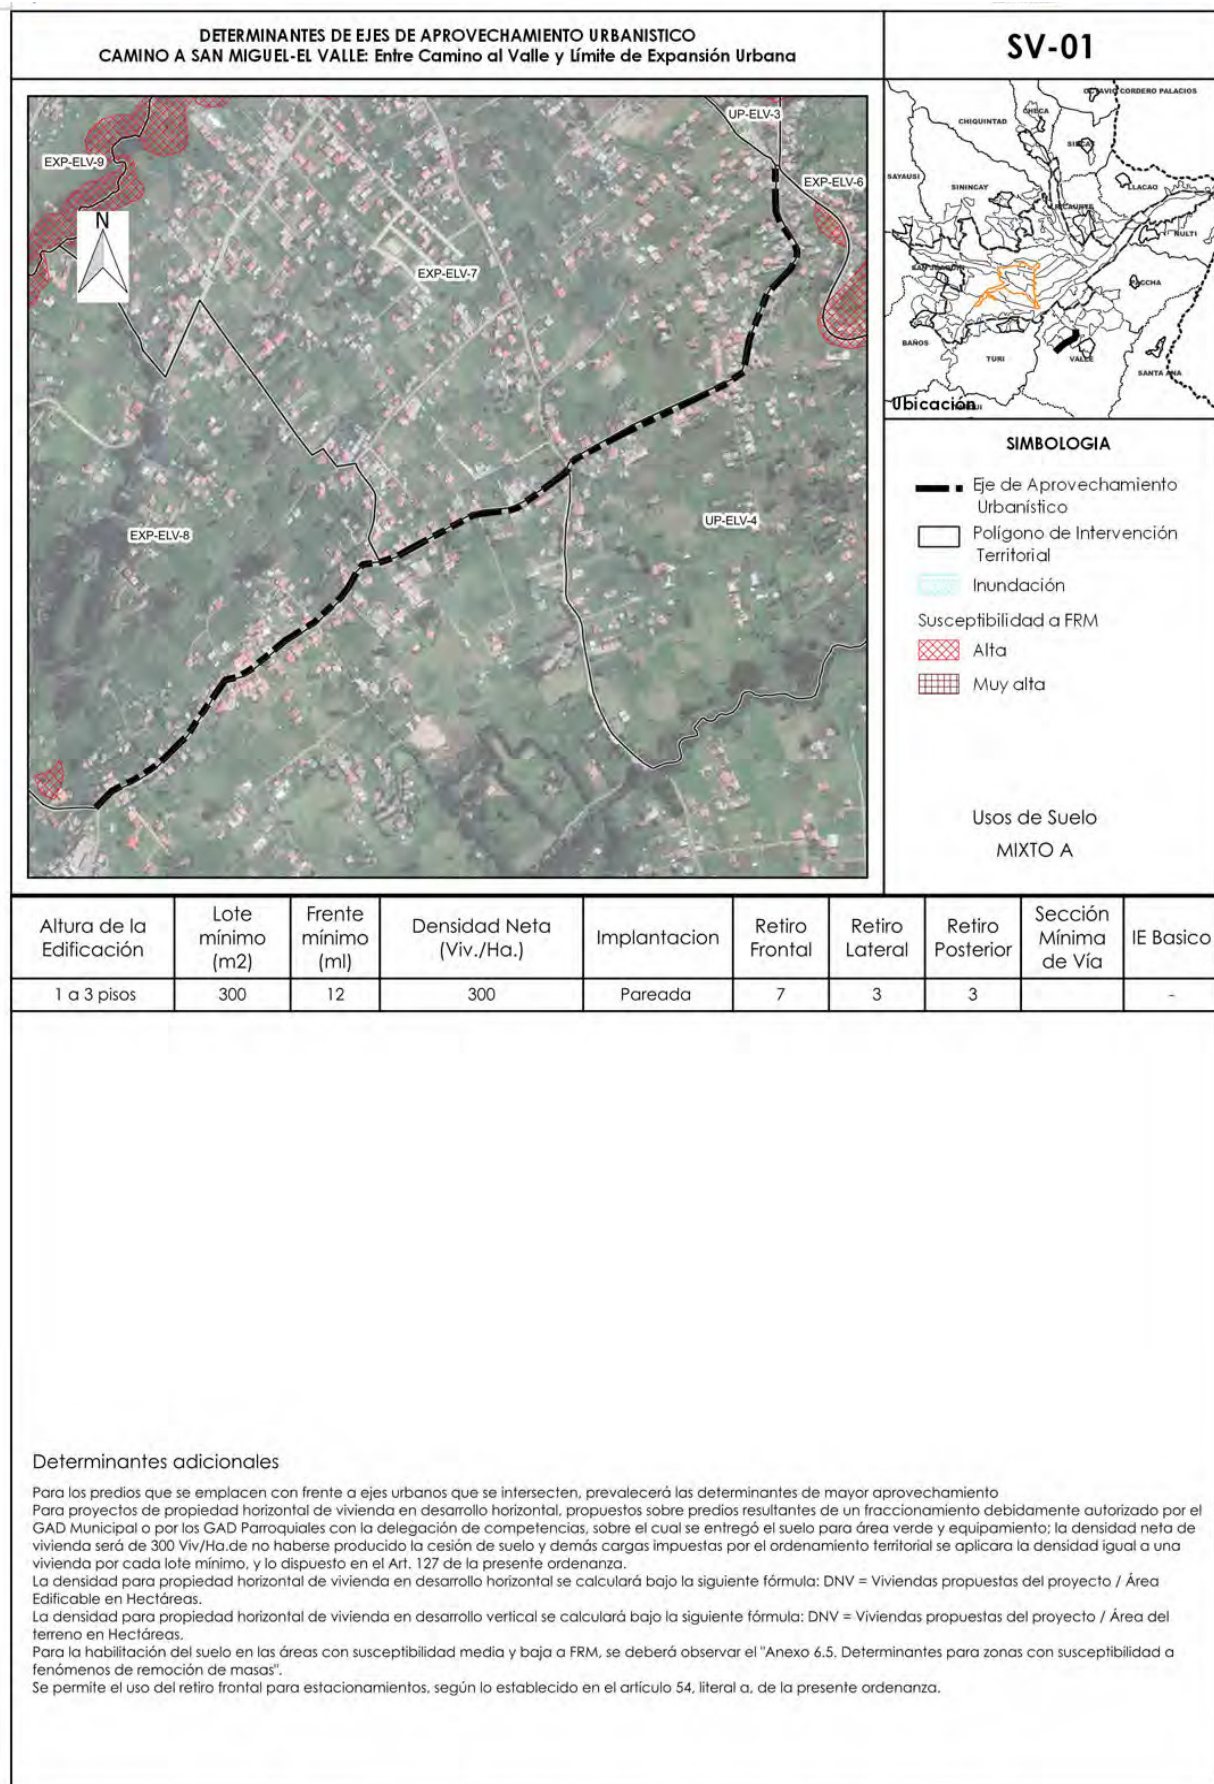 DETERMINANTES DE EJES DE APROVECHAMIENTO URBANISTICO
CAMINO A SAN MIGUEL-EL VALLE: Entre Camino al Valle y Límite de Expansión Urbana
SV-01
UP-ELV-3
EXP-ELV-9
EXP-ELV-6
N
EXP-ELV-7
UP-ELV-4
EXP-ELV-8
OCTAVIO CORDERO PALACIOS
CHECA
CHIQUINTAD
SIDCAY
SAYAUSI
SININCAY
LLACAO
RICAURTE
NULTI
SAN JOAQUIN
PACCHA
BAÑOS
TURI
VALLE
SANTA ANA
Ubicación
SIMBOLOGIA
Eje de Aprovechamiento
Urbanístico
Polígono de Intervención
Territorial
Inundación
Susceptibilidad a FRM
Alta
Muy alta
Usos de Suelo
MIXTO A
Altura de la Edificación | Lote mínimo (m2) | Frente mínimo (ml) | Densidad Neta (Viv./Ha.) | Implantacion | Retiro Frontal | Retiro Lateral | Retiro Posterior | Sección Mínima de Vía | IE Basico
1 a 3 pisos | 300 | 12 | 300 | Pareada | 7 | 3 | 3 | | -
Determinantes adicionales
Para los predios que se emplacen con frente a ejes urbanos que se intersecten, prevalecerá las determinantes de mayor aprovechamiento
Para proyectos de propiedad horizontal de vivienda en desarrollo horizontal, propuestos sobre predios resultantes de un fraccionamiento debidamente autorizado por el
GAD Municipal o por los GAD Parroquiales con la delegación de competencias, sobre el cual se entregó el suelo para área verde y equipamiento; la densidad neta de
vivienda será de 300 Viv/Ha.de no haberse producido la cesión de suelo y demás cargas impuestas por el ordenamiento territorial se aplicara la densidad igual a una
vivienda por cada lote mínimo, y lo dispuesto en el Art. 127 de la presente ordenanza.
La densidad para propiedad horizontal de vivienda en desarrollo horizontal se calculará bajo la siguiente fórmula: DNV = Viviendas propuestas del proyecto / Área
Edificable en Hectáreas.
La densidad para propiedad horizontal de vivienda en desarrollo vertical se calculará bajo la siguiente fórmula: DNV = Viviendas propuestas del proyecto / Área del
terreno en Hectáreas.
Para la habilitación del suelo en las áreas con susceptibilidad media y baja a FRM, se deberá observar el "Anexo 6.5. Determinantes para zonas con susceptibilidad a
fenómenos de remoción de masas".
Se permite el uso del retiro frontal para estacionamientos, según lo establecido en el artículo 54, literal a, de la presente ordenanza.